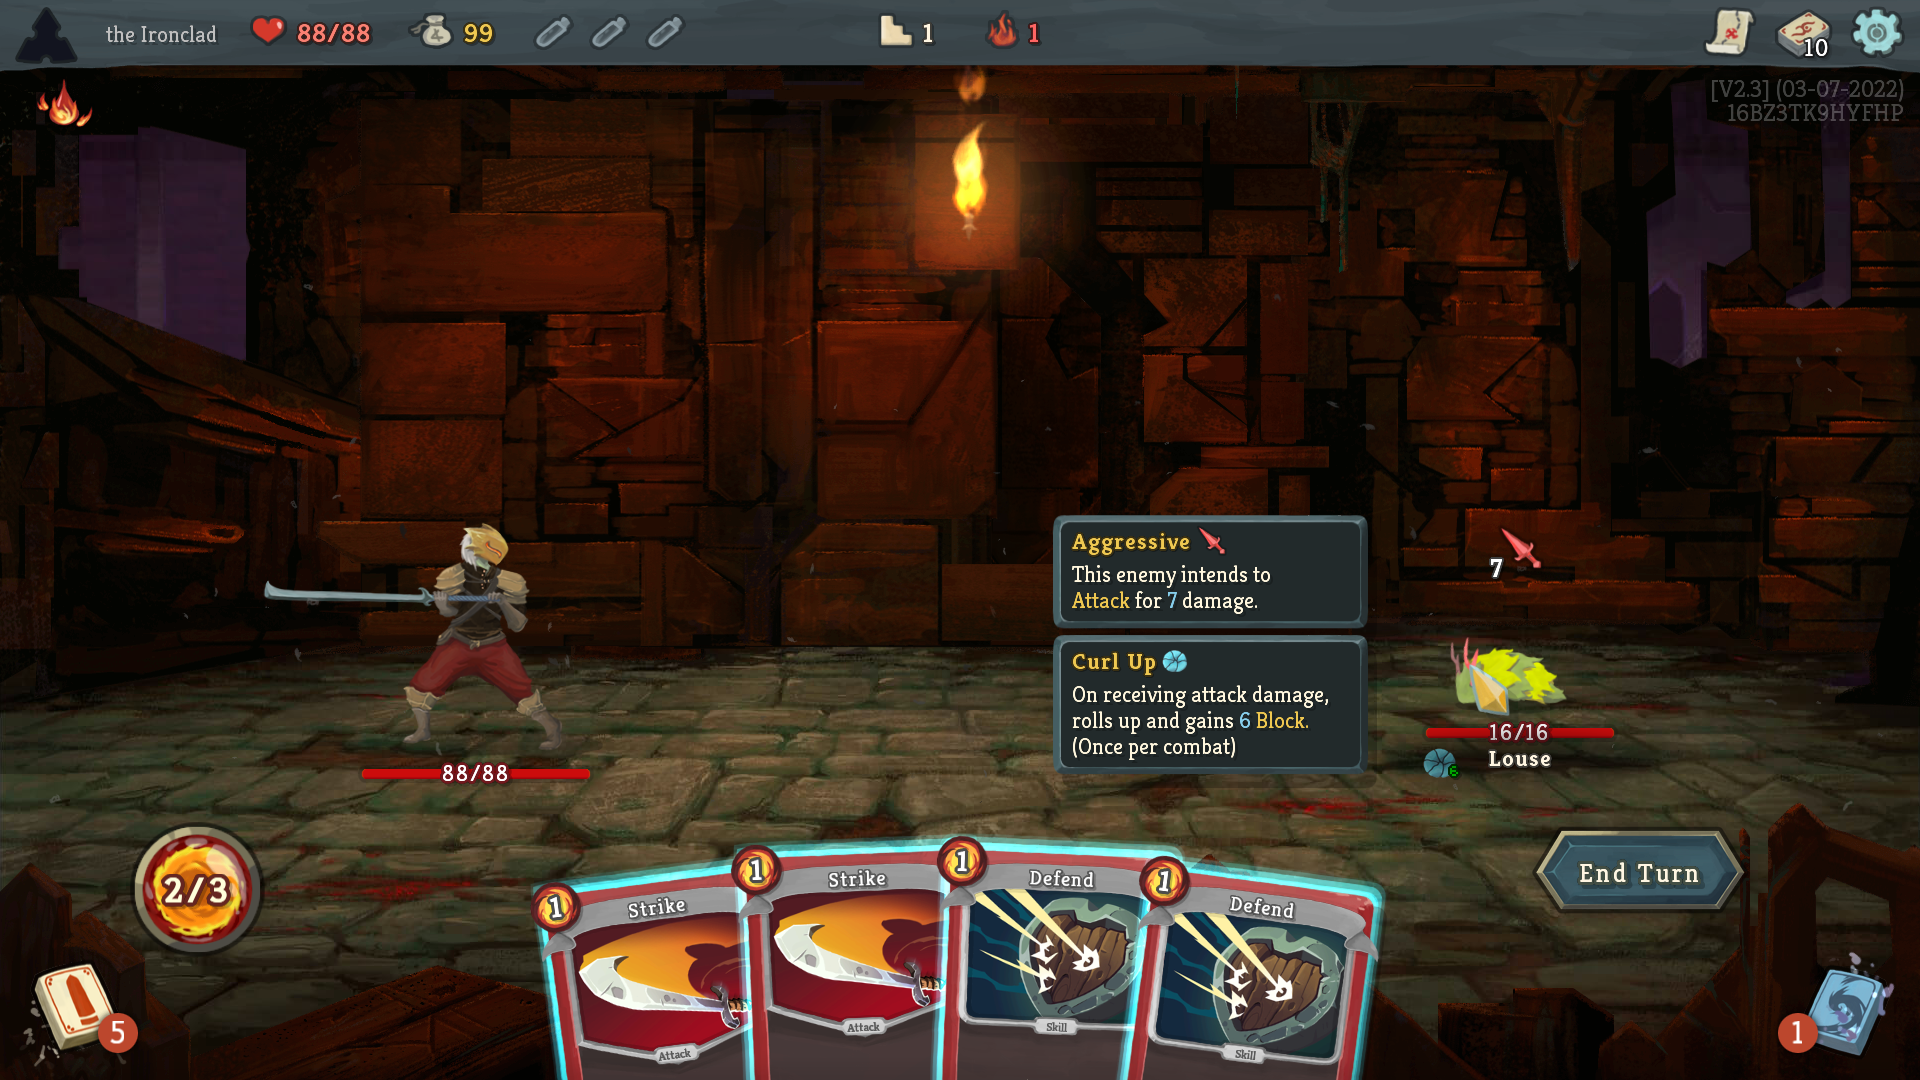 the Ironclad
88/88
99
1
1
10
[V2.3] (03-07-2022)
16BZ3TK9HYFHP
Aggressive
This enemy intends to
Attack for 7 damage.
7
Curl Up
On receiving attack damage,
rolls up and gains 6 Block.
(Once per combat)
16/16
6
Louse
88/88
2/3
1
Strike
Attack
1
Strike
Attack
1
Defend
Skill
1
Defend
Skill
End Turn
5
1